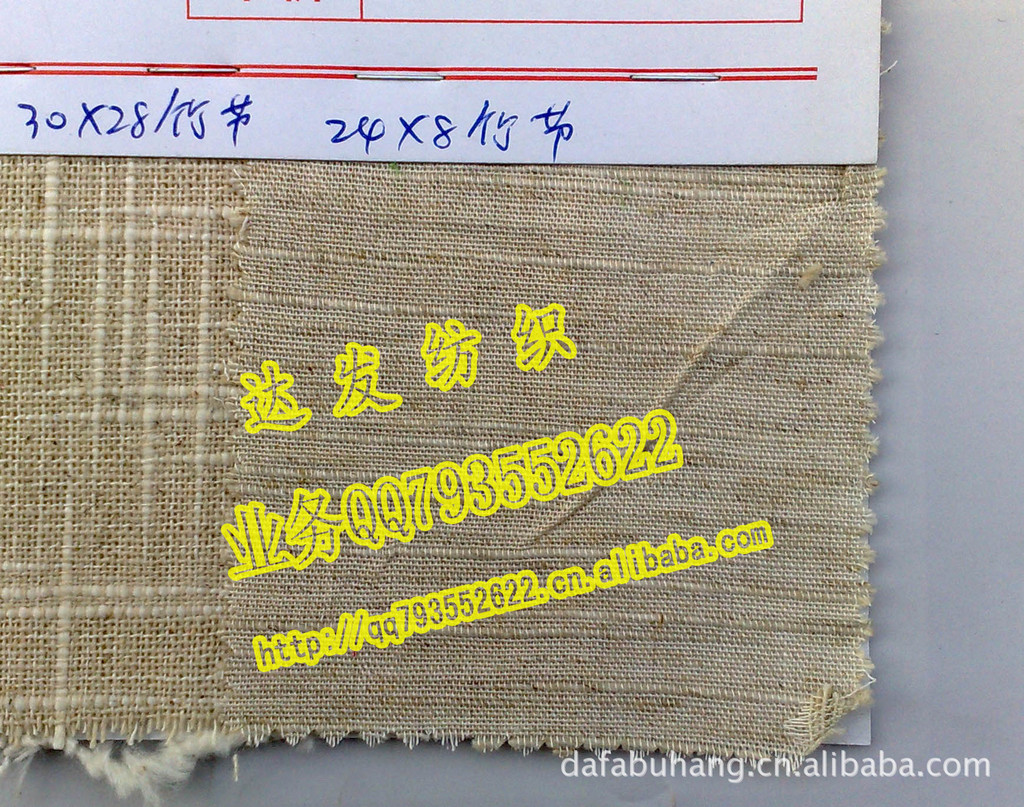 30X28竹节 24X8竹节
达发纺织
业务QQ793552622
http://qq793552622.cn.alibaba.com
dafabuhang.cn.alibaba.com